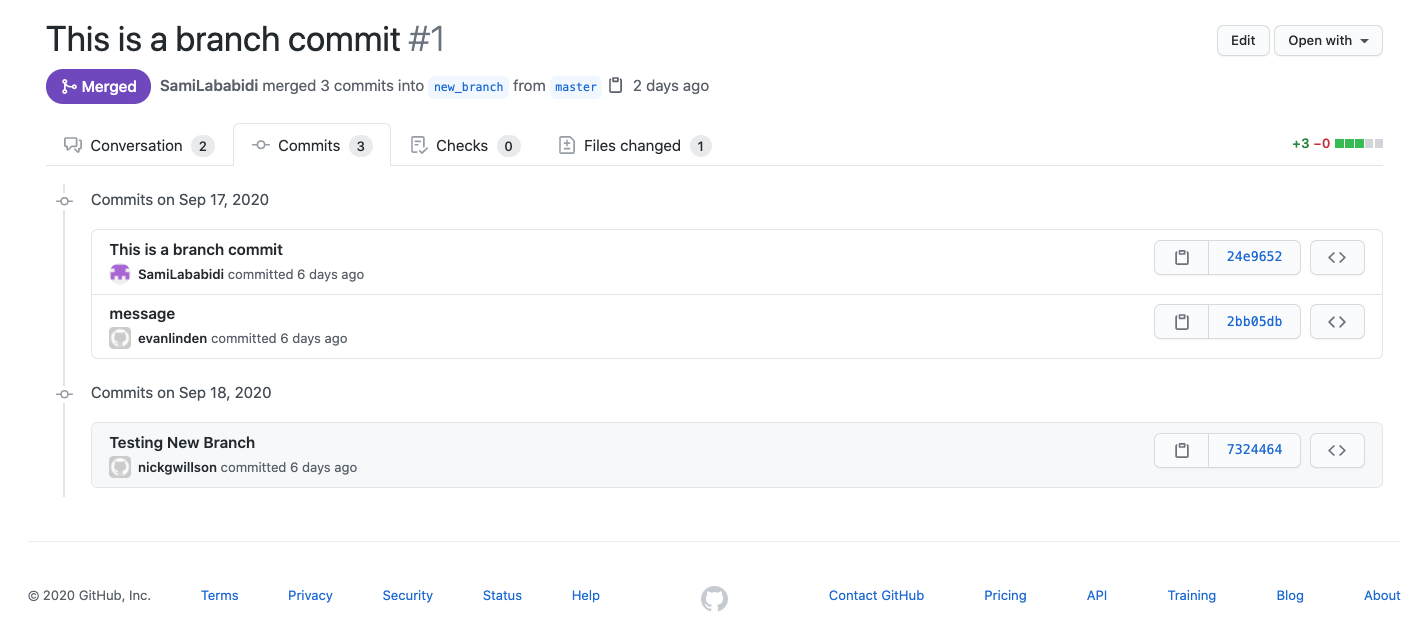 This is a branch commit #1
Edit
Open with
Merged
SamiLababidi merged 3 commits into new_branch from master 2 days ago
Conversation 2
Commits 3
Checks 0
Files changed 1
+3 −0
Commits on Sep 17, 2020
This is a branch commit
SamiLababidi committed 6 days ago
24e9652
message
evanlinden committed 6 days ago
2bb05db
Commits on Sep 18, 2020
Testing New Branch
nickgwillson committed 6 days ago
7324464
© 2020 GitHub, Inc.
Terms
Privacy
Security
Status
Help
Contact GitHub
Pricing
API
Training
Blog
About